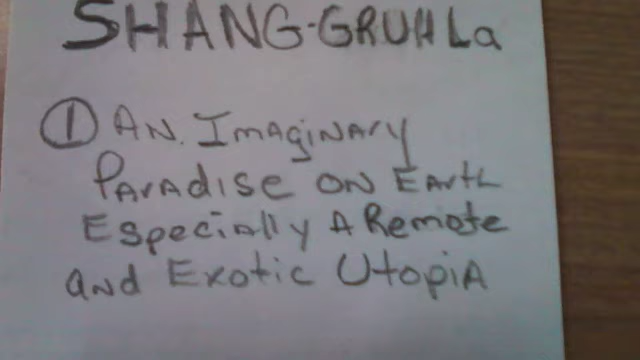 SHANG-GRUHLa
① AN. ImagiNAry
PArAdise ON EArth
Especially A Remote
aNd Exotic UtopiA